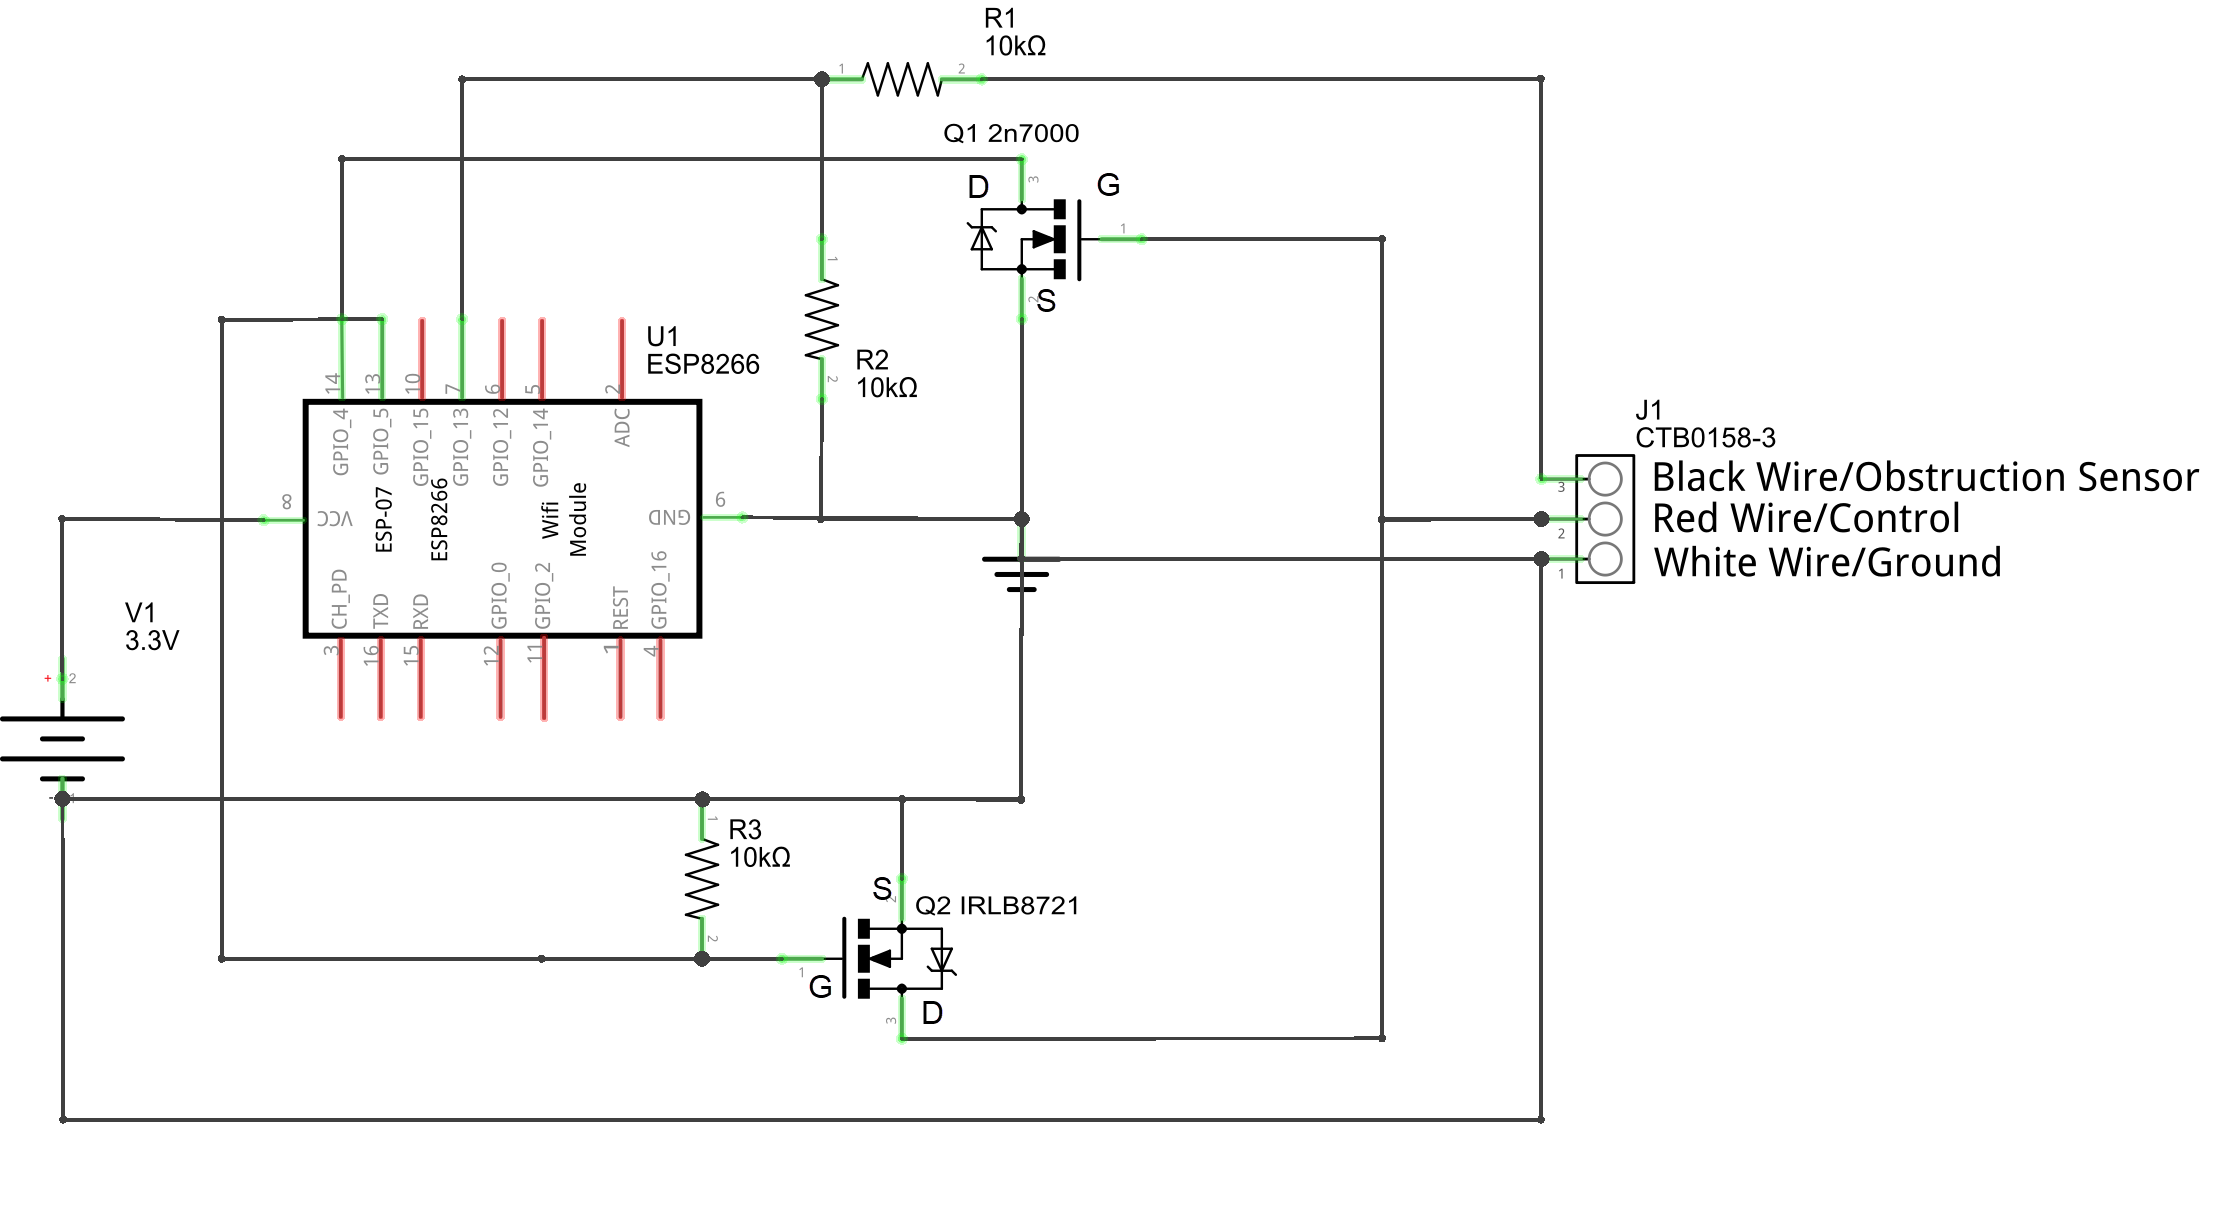 R1
10kΩ
1
2
Q1 2n7000
D
3
G
1
2
S
1
R2
10kΩ
2
U1
ESP8266
14
13
10
7
6
5
2
GPIO_4
GPIO_5
GPIO_15
GPIO_13
GPIO_12
GPIO_14
ADC
8
VCC
ESP-07
ESP8266
Wifi
Module
GND
9
CH_PD
TXD
RXD
GPIO_0
GPIO_2
REST
GPIO_16
3
16
15
12
11
1
4
J1
CTB0158-3
3
Black Wire/Obstruction Sensor
2
Red Wire/Control
1
White Wire/Ground
V1
3.3V
+
2
-
1
R3
10kΩ
1
2
S
2
Q2 IRLB8721
1
G
D
3